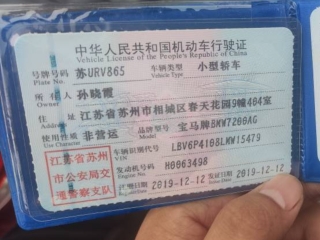 中华人民共和国机动车行驶证
Vehicle License of the People's Republic of China
号牌号码 苏URV865 车辆类型 小型轿车
Plate No. Vehicle Type
所有人 孙晓霞
Owner
住址 江苏省苏州市相城区春天花园9幢404室
Address
使用性质 非营运 品牌型号 宝马牌BMW7200AG
Use Character Model
江苏省苏州
市公安局交
通警察支队
车辆识别代号 LBV6P4108LKW15479
VIN
发动机号码 H0063498
Engine No.
注册日期 2019-12-12 发证日期 2019-12-12